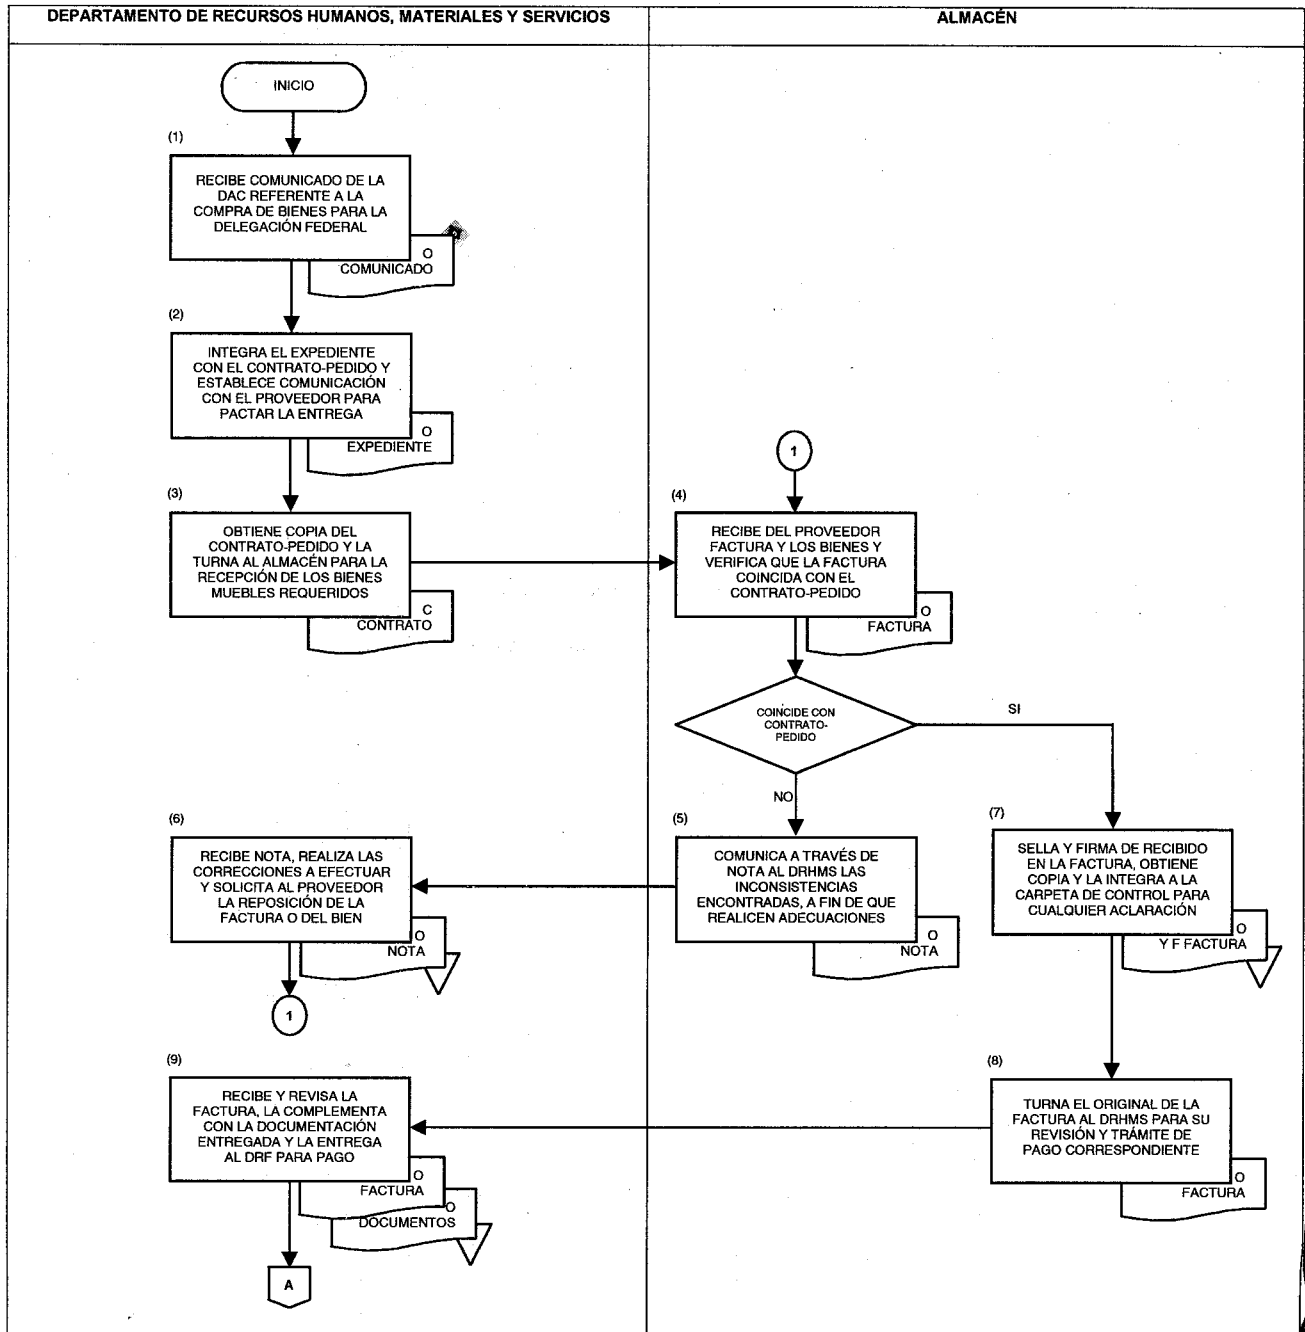 DEPARTAMENTO DE RECURSOS HUMANOS, MATERIALES Y SERVICIOS
ALMACÉN
INICIO
(1)
RECIBE COMUNICADO DE LA
DAC REFERENTE A LA
COMPRA DE BIENES PARA LA
DELEGACIÓN FEDERAL
O
COMUNICADO
(2)
INTEGRA EL EXPEDIENTE
CON EL CONTRATO-PEDIDO Y
ESTABLECE COMUNICACIÓN
CON EL PROVEEDOR PARA
PACTAR LA ENTREGA
O
EXPEDIENTE
(3)
OBTIENE COPIA DEL
CONTRATO-PEDIDO Y LA
TURNA AL ALMACÉN PARA LA
RECEPCIÓN DE LOS BIENES
MUEBLES REQUERIDOS
C
CONTRATO
1
(4)
RECIBE DEL PROVEEDOR
FACTURA Y LOS BIENES Y
VERIFICA QUE LA FACTURA
COINCIDA CON EL
CONTRATO-PEDIDO
O
FACTURA
COINCIDE CON
CONTRATO-
PEDIDO
SI
NO
(5)
COMUNICA A TRAVÉS DE
NOTA AL DRHMS LAS
INCONSISTENCIAS
ENCONTRADAS, A FIN DE QUE
REALICEN ADECUACIONES
O
NOTA
(6)
RECIBE NOTA, REALIZA LAS
CORRECCIONES A EFECTUAR
Y SOLICITA AL PROVEEDOR
LA REPOSICIÓN DE LA
FACTURA O DEL BIEN
O
NOTA
1
(7)
SELLA Y FIRMA DE RECIBIDO
EN LA FACTURA, OBTIENE
COPIA Y LA INTEGRA A LA
CARPETA DE CONTROL PARA
CUALQUIER ACLARACIÓN
O
Y F FACTURA
(8)
TURNA EL ORIGINAL DE LA
FACTURA AL DRHMS PARA SU
REVISIÓN Y TRÁMITE DE
PAGO CORRESPONDIENTE
O
FACTURA
(9)
RECIBE Y REVISA LA
FACTURA, LA COMPLEMENTA
CON LA DOCUMENTACIÓN
ENTREGADA Y LA ENTREGA
AL DRF PARA PAGO
O
FACTURA
O
DOCUMENTOS
A